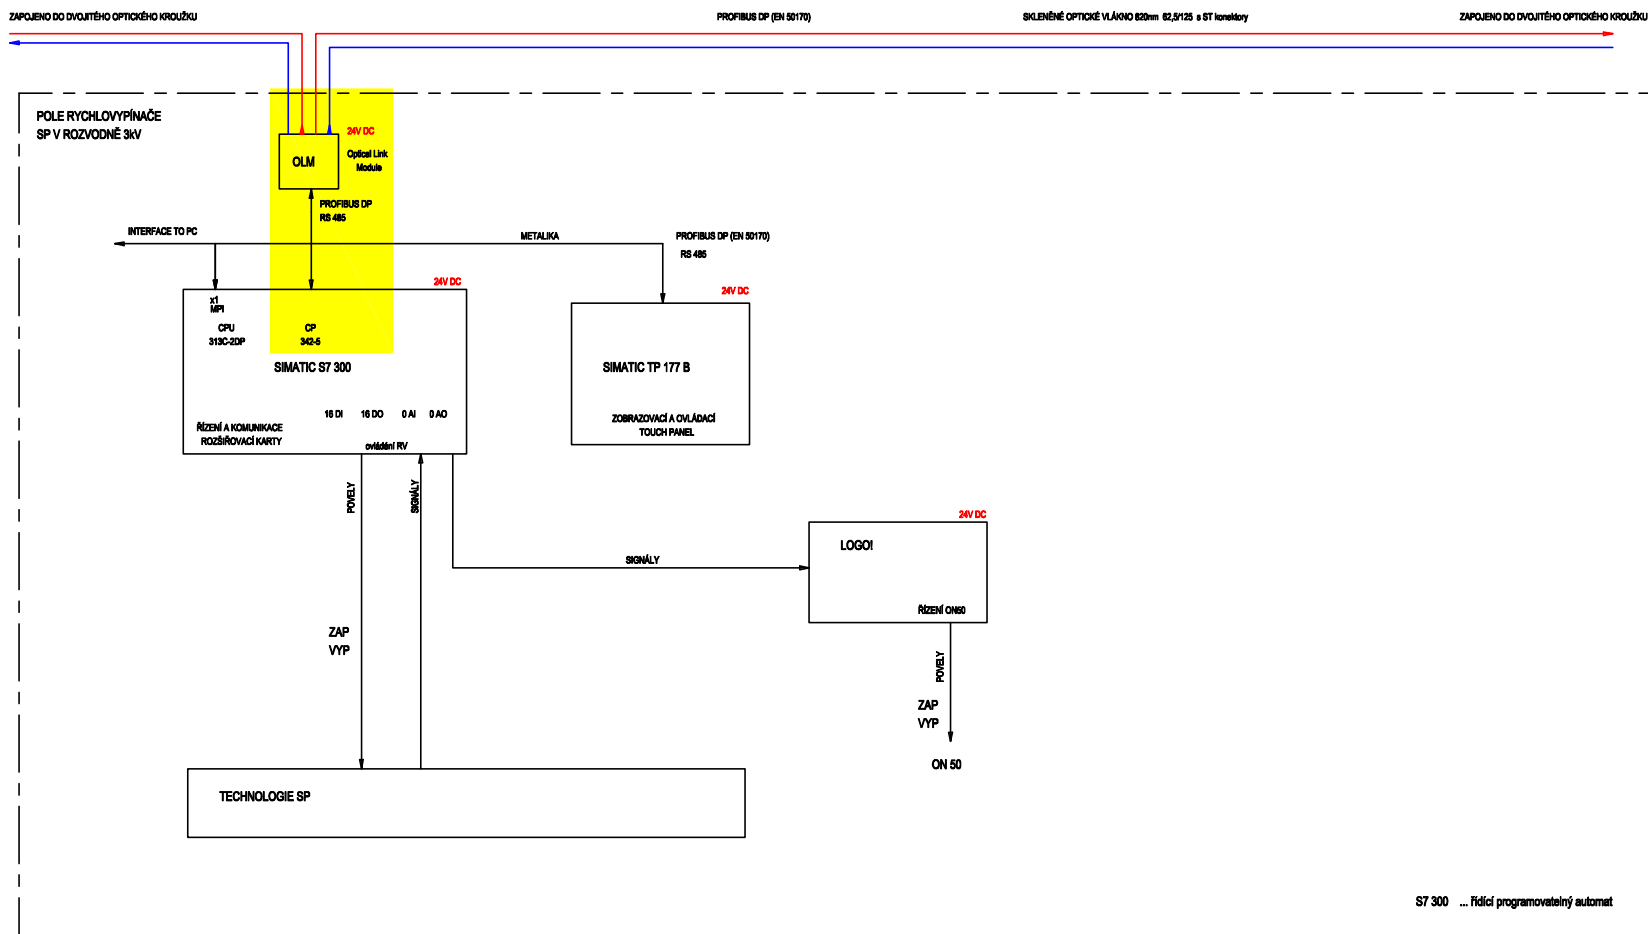 ZAPOJENO DO DVOJITÉHO OPTICKÉHO KROUŽKU
PROFIBUS DP (EN 50170)
SKLENĚNÉ OPTICKÉ VLÁKNO 820nm 62,5/125 s ST konektory
ZAPOJENO DO DVOJITÉHO OPTICKÉHO KROUŽKU
POLE RYCHLOVYPÍNAČE
SP V ROZVODNĚ 3kV
24V DC
OLM
Optical Link
Module
PROFIBUS DP
RS 485
INTERFACE TO PC
METALIKA
PROFIBUS DP (EN 50170)
RS 485
24V DC
24V DC
x1
MPI
CPU
313C-2DP
CP
342-5
SIMATIC S7 300
SIMATIC TP 177 B
16 DI
16 DO
0 AI
0 AO
ZOBRAZOVACÍ A OVLÁDACÍ
TOUCH PANEL
ŘÍZENÍ A KOMUNIKACE
ROZŠIŘOVACÍ KARTY
ovládání RV
POVELY
SIGNÁLY
24V DC
LOGO!
SIGNÁLY
ŘÍZENÍ ON50
ZAP
VYP
POVELY
ZAP
VYP
ON 50
TECHNOLOGIE SP
S7 300 ... řídící programovatelný automat